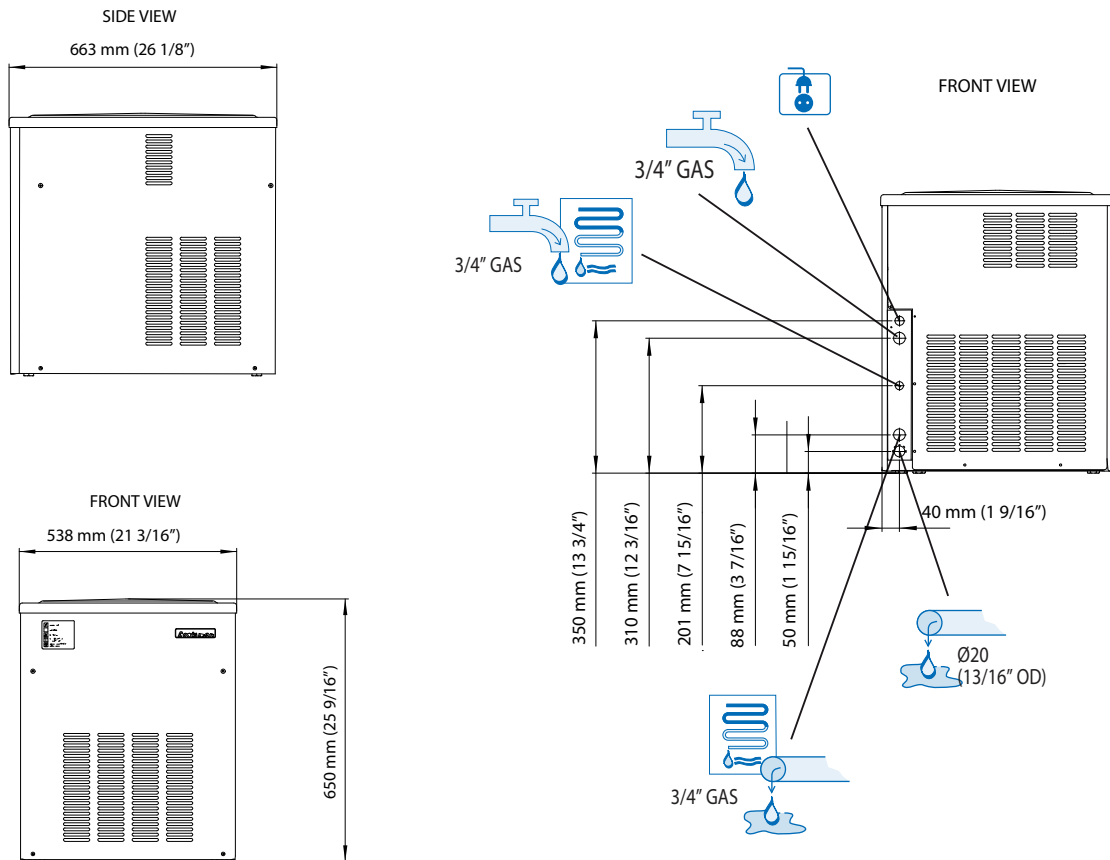 SIDE VIEW
663 mm (26 1/8”)
FRONT VIEW
3/4” GAS
3/4” GAS
FRONT VIEW
538 mm (21 3/16”)
650 mm (25 9/16”)
350 mm (13 3/4”)
310 mm (12 3/16”)
201 mm (7 15/16”)
88 mm (3 7/16”)
50 mm (1 15/16”)
40 mm (1 9/16”)
Ø20
(13/16” OD)
3/4” GAS